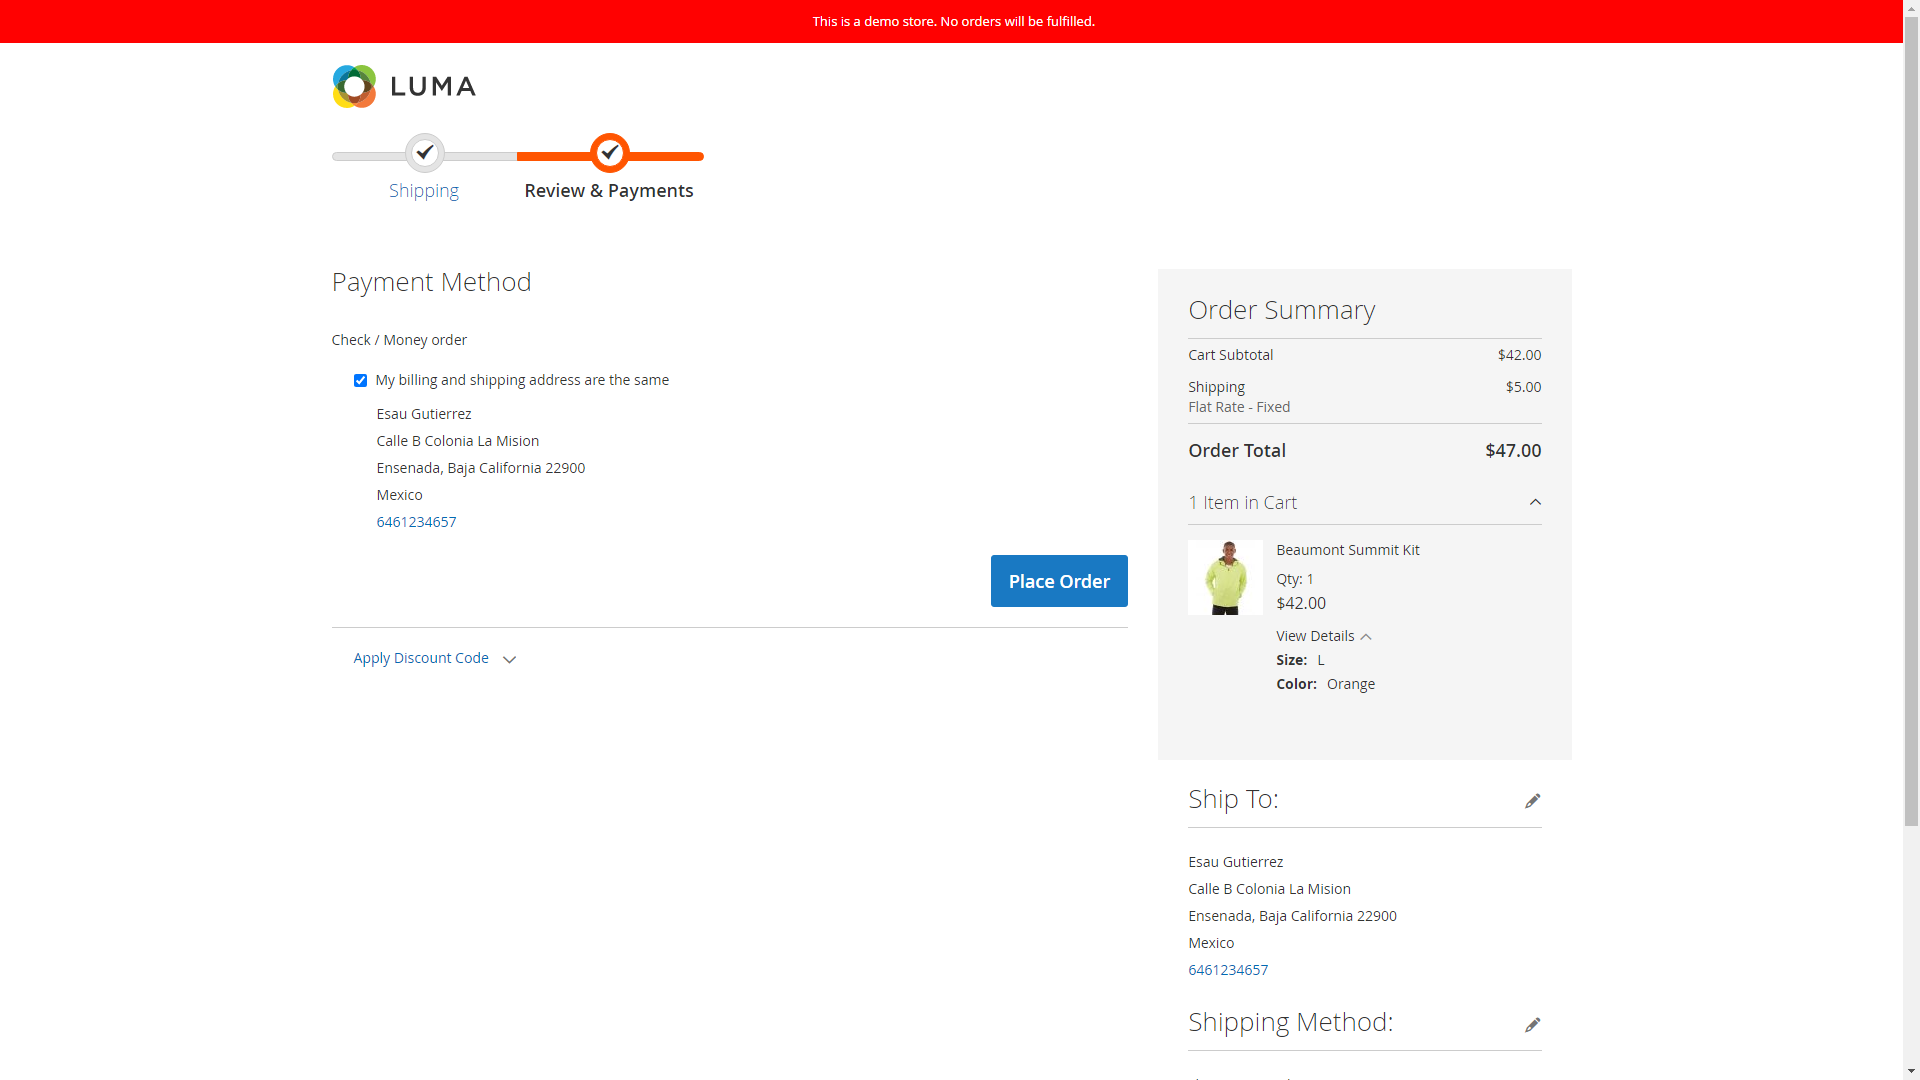 This is a demo store. No orders will be fulfilled.
LUMA
Shipping
Review & Payments
Payment Method
Check / Money order
My billing and shipping address are the same
Esau Gutierrez
Calle B Colonia La Mision
Ensenada, Baja California 22900
Mexico
6461234657
Place Order
Apply Discount Code
Order Summary
Cart Subtotal $42.00
Shipping $5.00
Flat Rate - Fixed
Order Total $47.00
1 Item in Cart
Beaumont Summit Kit
Qty: 1
$42.00
View Details
Size: L
Color: Orange
Ship To:
Esau Gutierrez
Calle B Colonia La Mision
Ensenada, Baja California 22900
Mexico
6461234657
Shipping Method: